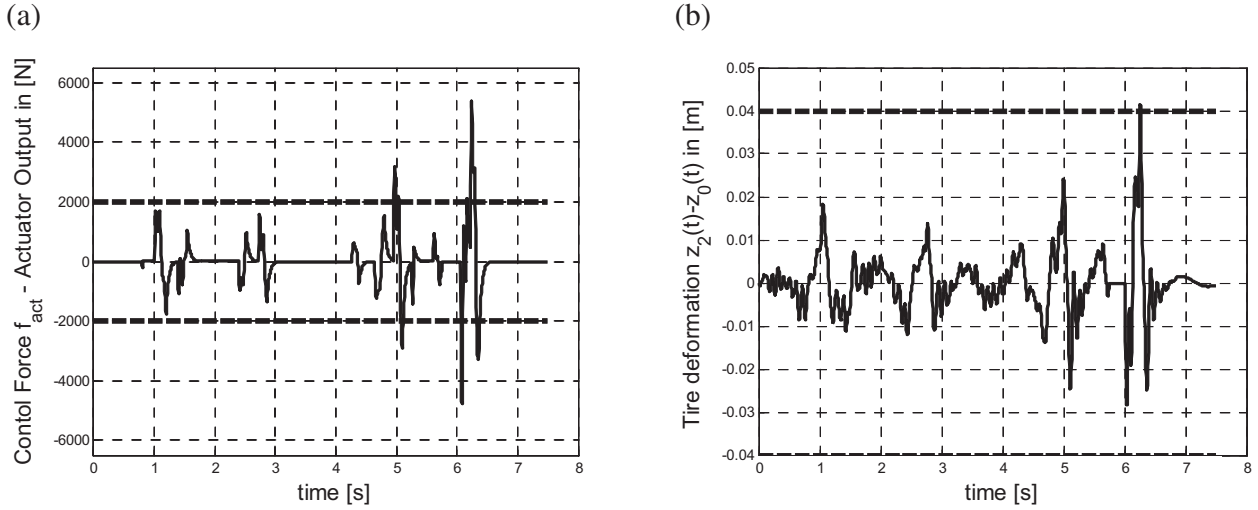 (a)
Contol Force f_act - Actuator Output in [N]
6000
4000
2000
0
-2000
-4000
-6000
0 1 2 3 4 5 6 7 8
time [s]
(b)
Tire deformation z_2(t)-z_0(t) in [m]
0.05
0.04
0.03
0.02
0.01
0
-0.01
-0.02
-0.03
-0.04
0 1 2 3 4 5 6 7 8
time [s]